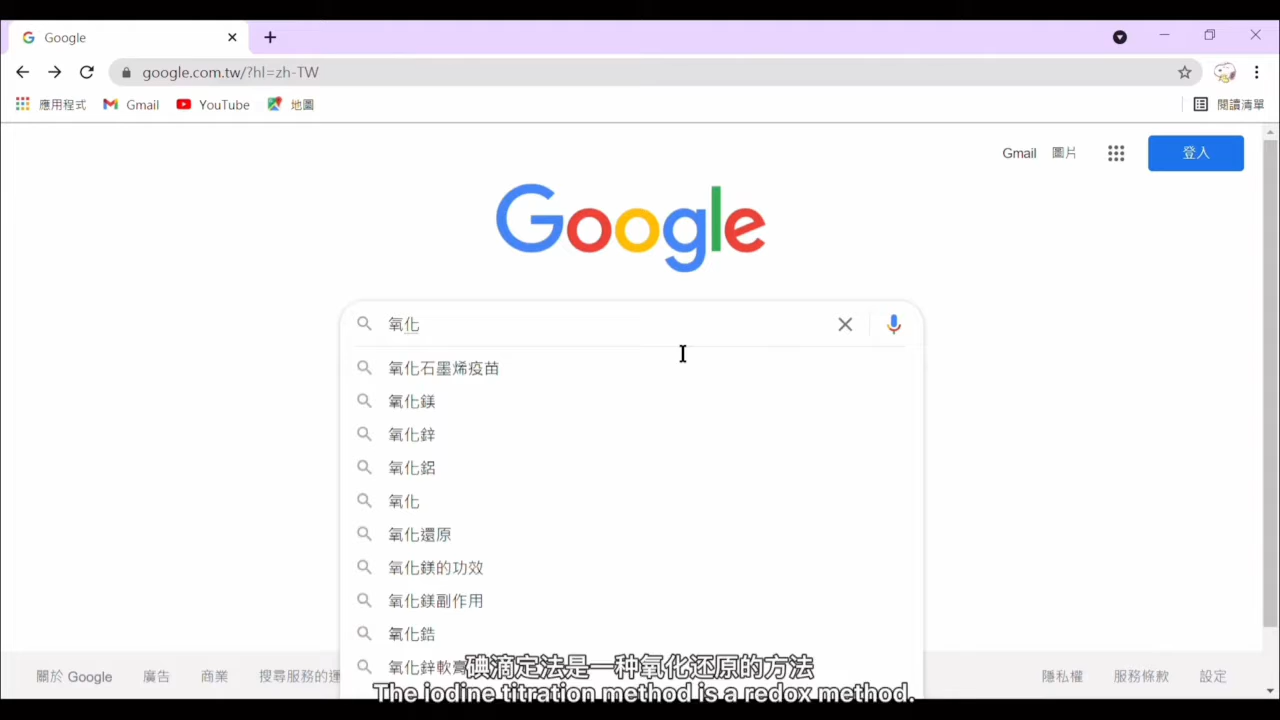 Google
google.com.tw/?hl=zh-TW
應用程式 Gmail YouTube 地圖 閱讀清單
Gmail 圖片 登入
Google
氧化
氧化石墨烯疫苗
氧化鎂
氧化鋅
氧化鋁
氧化
氧化還原
氧化鎂的功效
氧化鎂副作用
氧化鋯
氧化鋅軟膏
關於 Google 廣告 商業 搜尋服務的運 隱私權 服務條款 設定
碘滴定法是一种氧化还原的方法
The iodine titration method is a redox method.